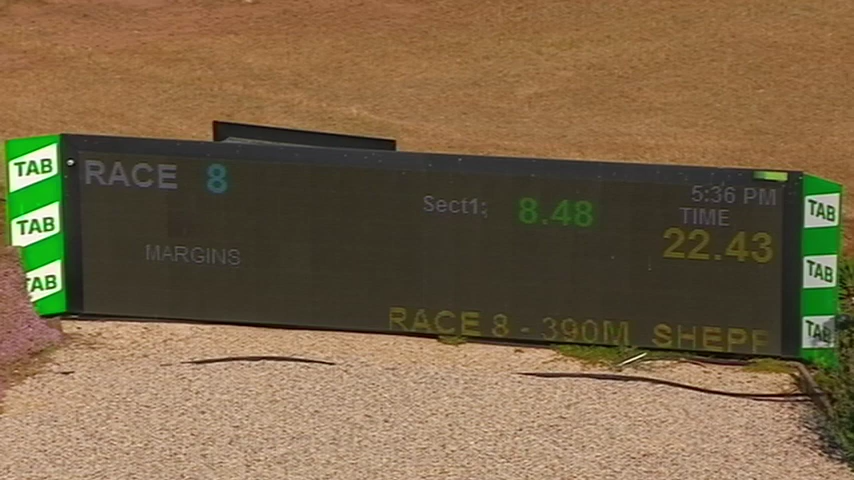 TAB
TAB
TAB
RACE 8
5:36 PM
Sect1: 8.48
TIME
22.43
MARGINS
RACE 8 - 390M SHEPP
TAB
TAB
TAB